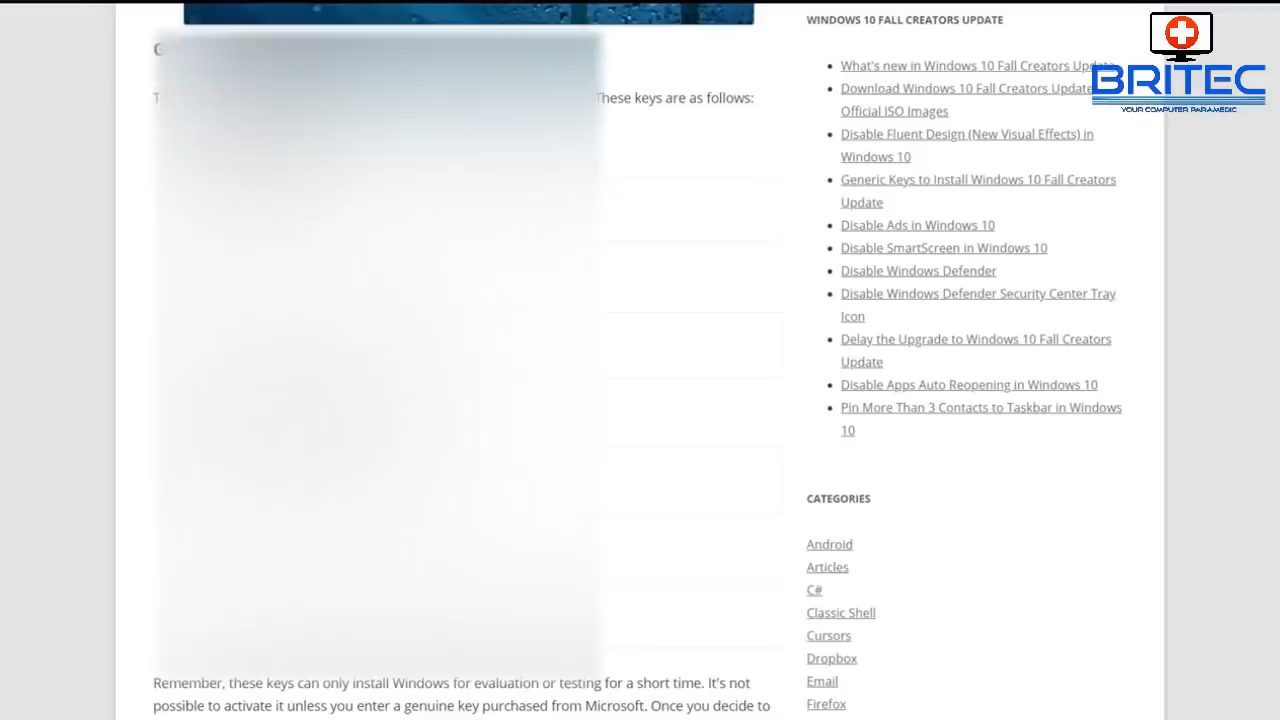 G
T
These keys are as follows:
Remember, these keys can only install Windows for evaluation or testing for a short time. It's not
possible to activate it unless you enter a genuine key purchased from Microsoft. Once you decide to
WINDOWS 10 FALL CREATORS UPDATE
What's new in Windows 10 Fall Creators Update
Download Windows 10 Fall Creators Update
Official ISO Images
Disable Fluent Design (New Visual Effects) in
Windows 10
Generic Keys to Install Windows 10 Fall Creators
Update
Disable Ads in Windows 10
Disable SmartScreen in Windows 10
Disable Windows Defender
Disable Windows Defender Security Center Tray
Icon
Delay the Upgrade to Windows 10 Fall Creators
Update
Disable Apps Auto Reopening in Windows 10
Pin More Than 3 Contacts to Taskbar in Windows
10
CATEGORIES
Android
Articles
C#
Classic Shell
Cursors
Dropbox
Email
Firefox
BRITEC
YOUR COMPUTER PARAMEDIC